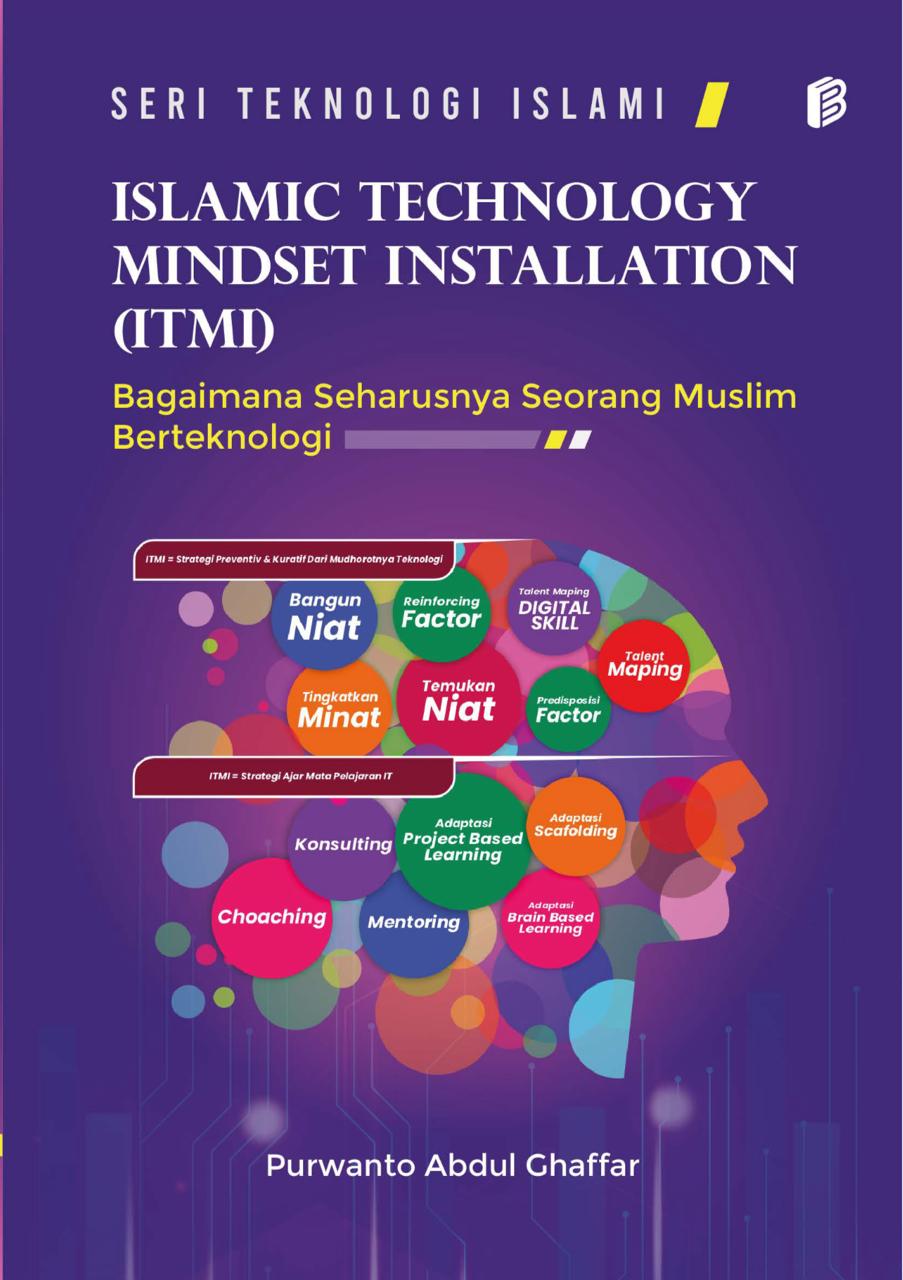 SERI TEKNOLOGI ISLAMI
ISLAMIC TECHNOLOGY
MINDSET INSTALLATION
(ITMI)
Bagaimana Seharusnya Seorang Muslim
Berteknologi
ITMI = Strategi Preventiv & Kuratif Dari Mudhorotnya Teknologi
Bangun
Niat
Reinforcing
Factor
Talent Maping
DIGITAL
SKILL
Talent
Maping
Tingkatkan
Minat
Temukan
Niat
Predisposisi
Factor
ITMI = Strategi Ajar Mata Pelajaran IT
Konsulting
Adaptasi
Project Based
Learning
Adaptasi
Scafolding
Choaching
Mentoring
Adaptasi
Brain Based
Learning
Purwanto Abdul Ghaffar